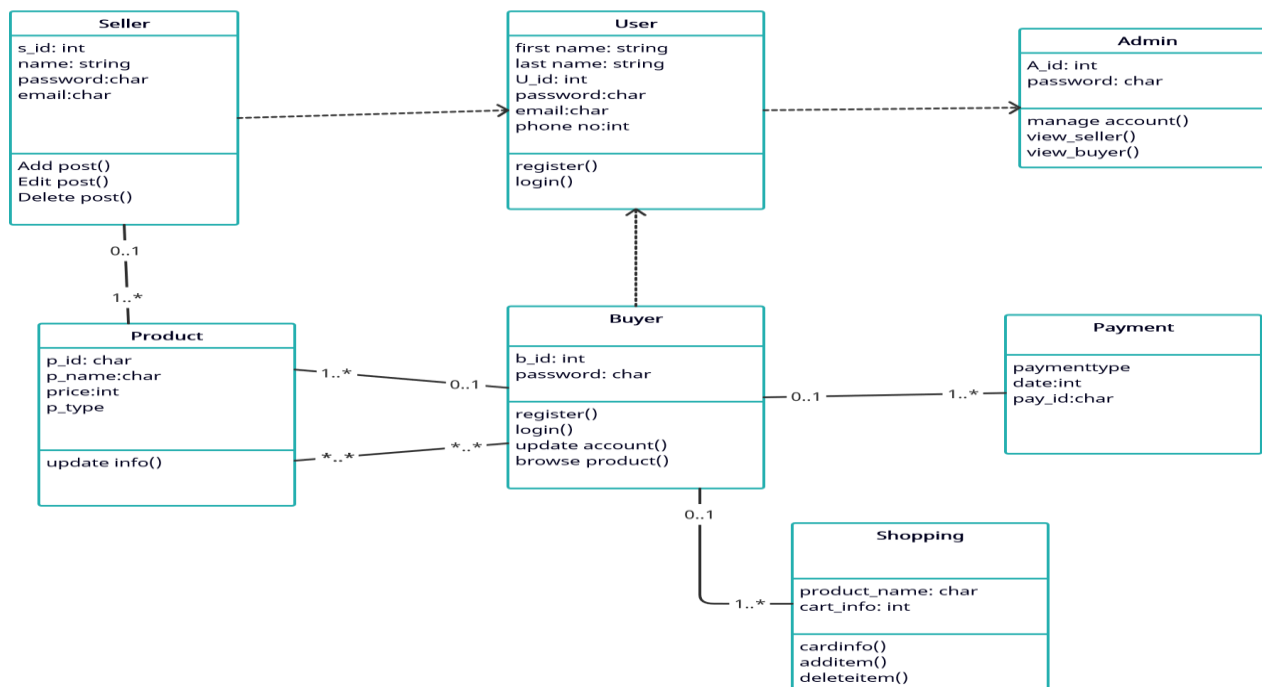 Seller
s_id: int
name: string
password:char
email:char
Add post()
Edit post()
Delete post()
User
first name: string
last name: string
U_id: int
password:char
email:char
phone no:int
register()
login()
Admin
A_id: int
password: char
manage account()
view_seller()
view_buyer()
0..1
1..*
Product
p_id: char
p_name:char
price:int
p_type
update info()
1..*
0..1
*..*
*..*
Buyer
b_id: int
password: char
register()
login()
update account()
browse product()
0..1
1..*
Payment
paymenttype
date:int
pay_id:char
0..1
1..*
Shopping
product_name: char
cart_info: int
cardinfo()
additem()
deleteitem()